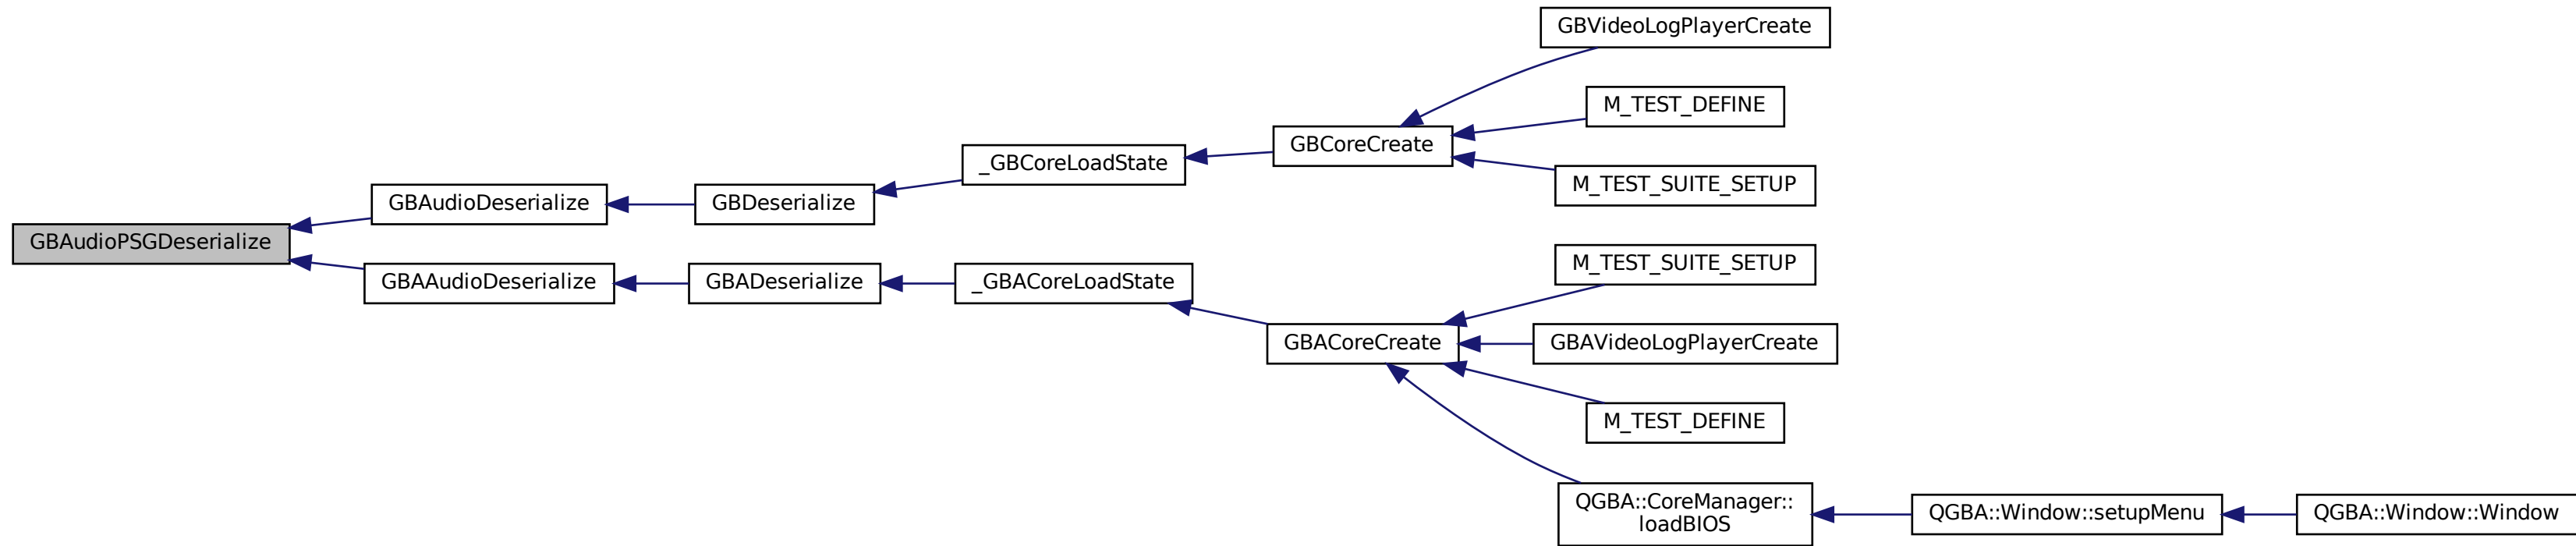 GBVideoLogPlayerCreate
M_TEST_DEFINE
GBCoreCreate
_GBCoreLoadState
M_TEST_SUITE_SETUP
GBAudioDeserialize
GBDeserialize
GBAudioPSGDeserialize
M_TEST_SUITE_SETUP
GBAAudioDeserialize
GBADeserialize
_GBACoreLoadState
GBACoreCreate
GBAVideoLogPlayerCreate
M_TEST_DEFINE
QGBA::CoreManager::
loadBIOS
QGBA::Window::setupMenu
QGBA::Window::Window